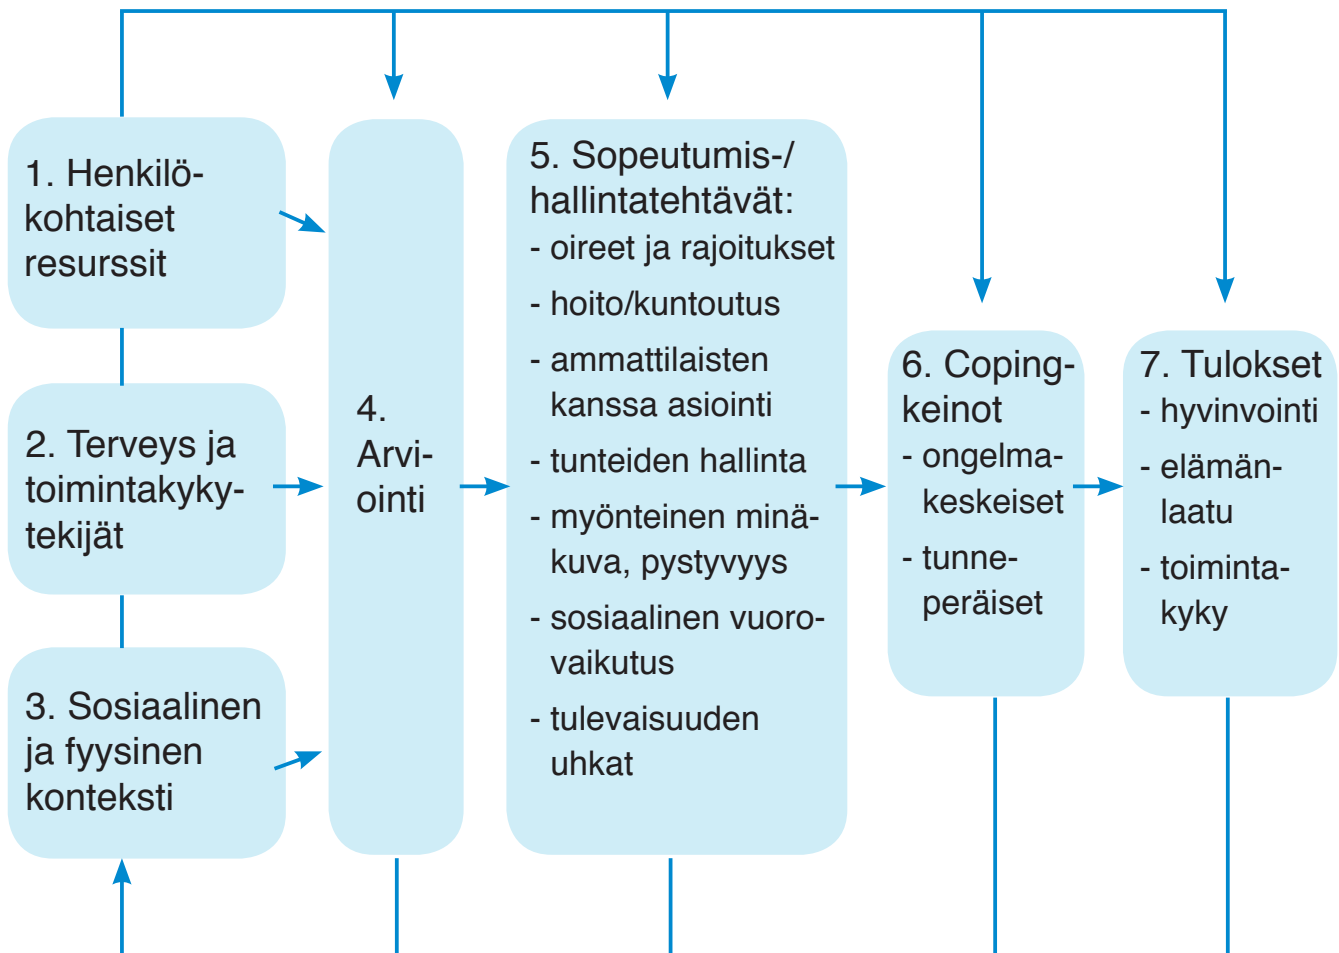 1. Henkilö-
kohtaiset
resurssit
2. Terveys ja
toimintakyky-
tekijät
3. Sosiaalinen
ja fyysinen
konteksti
4.
Arvi-
ointi
5. Sopeutumis-/
hallintatehtävät:
- oireet ja rajoitukset
- hoito/kuntoutus
- ammattilaisten
kanssa asiointi
- tunteiden hallinta
- myönteinen minä-
kuva, pystyvyys
- sosiaalinen vuoro-
vaikutus
- tulevaisuuden
uhkat
6. Coping-
keinot
- ongelma-
keskeiset
- tunne-
peräiset
7. Tulokset
- hyvinvointi
- elämän-
laatu
- toiminta-
kyky